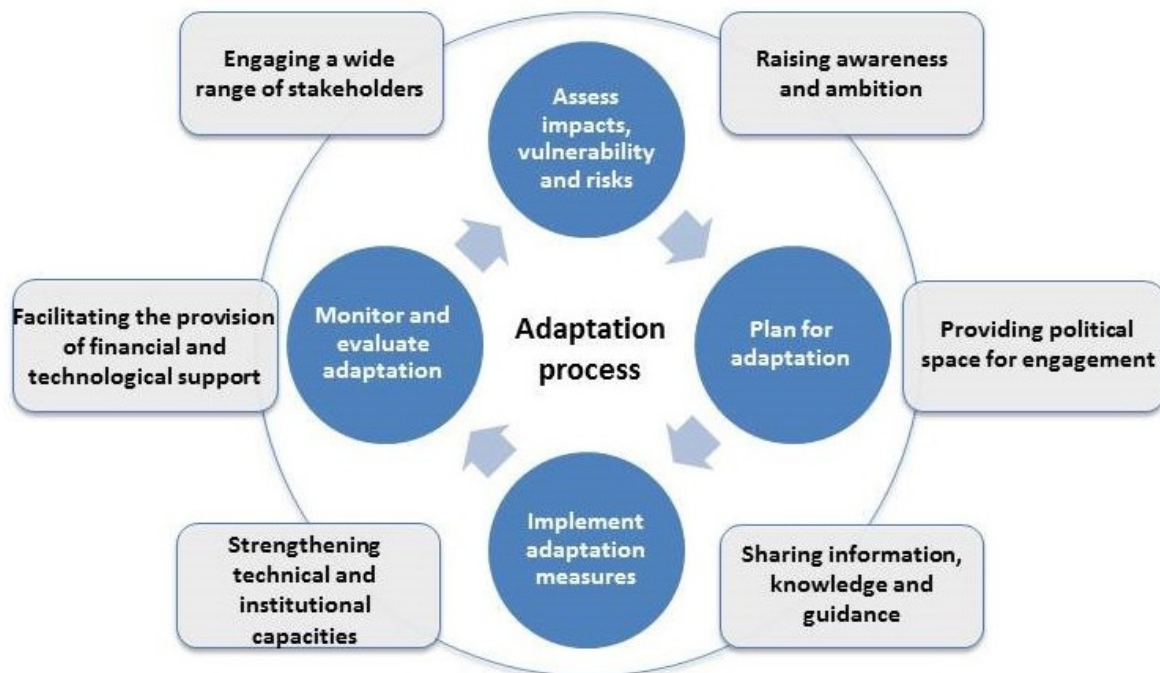 Engaging a wide
range of stakeholders
Raising awareness
and ambition
Assess
impacts,
vulnerability
and risks
Facilitating the provision
of financial and
technological support
Monitor and
evaluate
adaptation
Adaptation
process
Plan for
adaptation
Providing political
space for engagement
Strengthening
technical and
institutional
capacities
Implement
adaptation
measures
Sharing information,
knowledge and
guidance